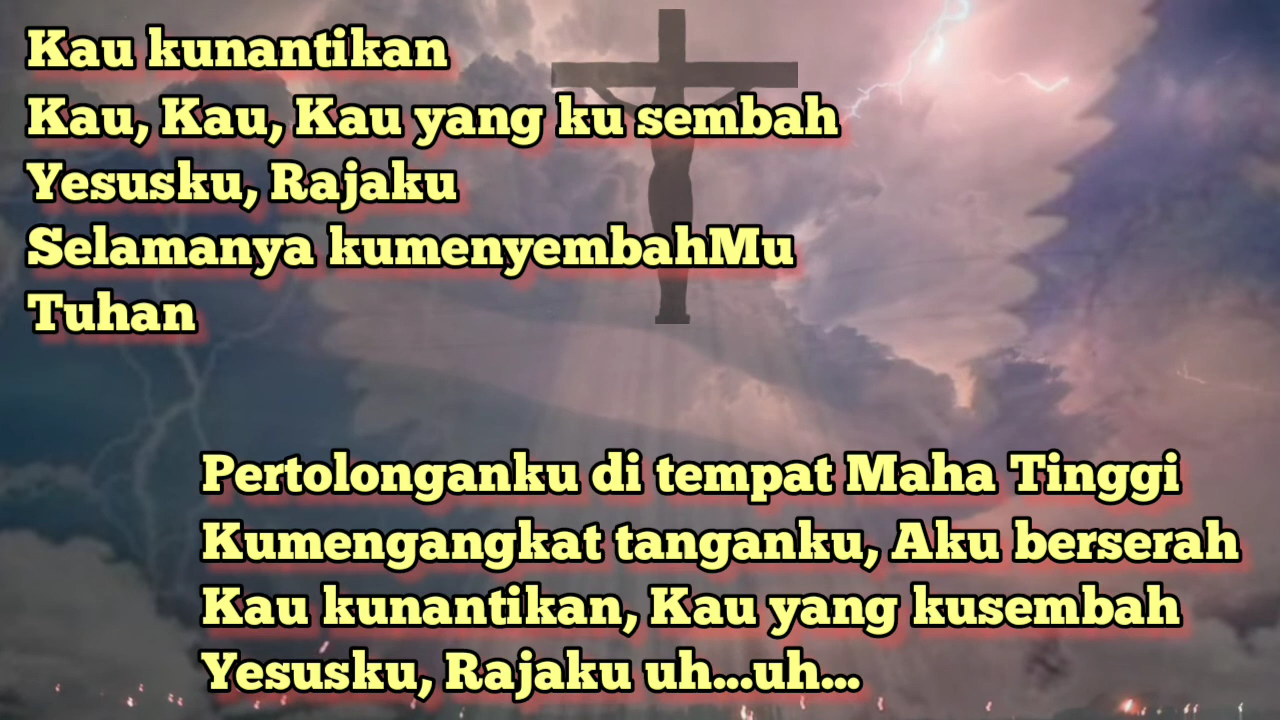 Kau kunantikan
Kau, Kau, Kau yang ku sembah
Yesusku, Rajaku
Selamanya kumenyembahMu
Tuhan
Pertolonganku di tempat Maha Tinggi
Kumengangkat tanganku, Aku berserah
Kau kunantikan, Kau yang kusembah
Yesusku, Rajaku uh...uh...